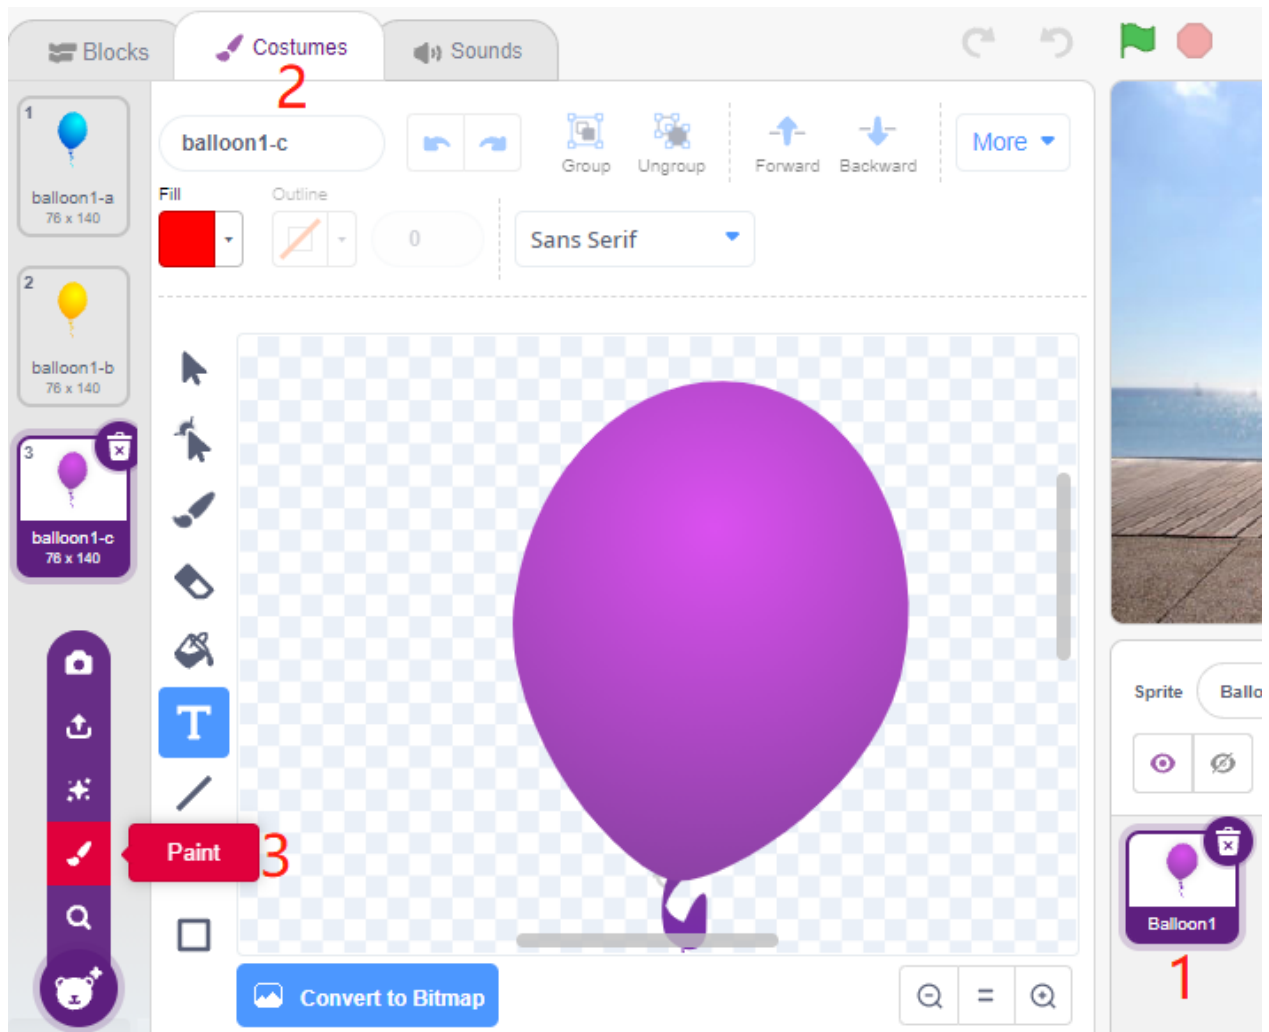 Blocks
Costumes
Sounds
2
1
balloon1-a
76 x 140
2
balloon1-b
76 x 140
3
balloon1-c
76 x 140
balloon1-c
Group
Ungroup
Forward
Backward
More
Fill
Outline
0
Sans Serif
T
Paint
3
Convert to Bitmap
Sprite
Ballo
Balloon1
1